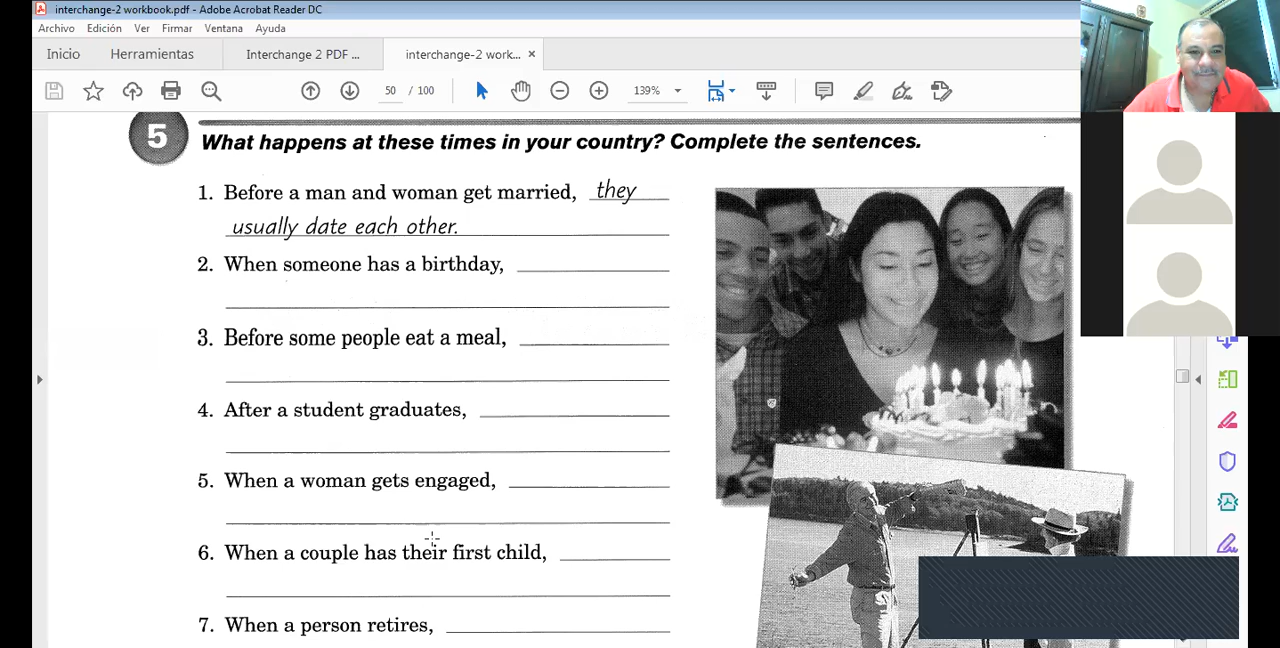 interchange-2 workbook.pdf - Adobe Acrobat Reader DC
Archivo Edición Ver Firmar Ventana Ayuda
Inicio Herramientas Interchange 2 PDF ... interchange-2 work... ×
50 / 100 139%
5 What happens at these times in your country? Complete the sentences.
1. Before a man and woman get married, they
usually date each other.
2. When someone has a birthday,
3. Before some people eat a meal,
4. After a student graduates,
5. When a woman gets engaged,
6. When a couple has their first child,
7. When a person retires,